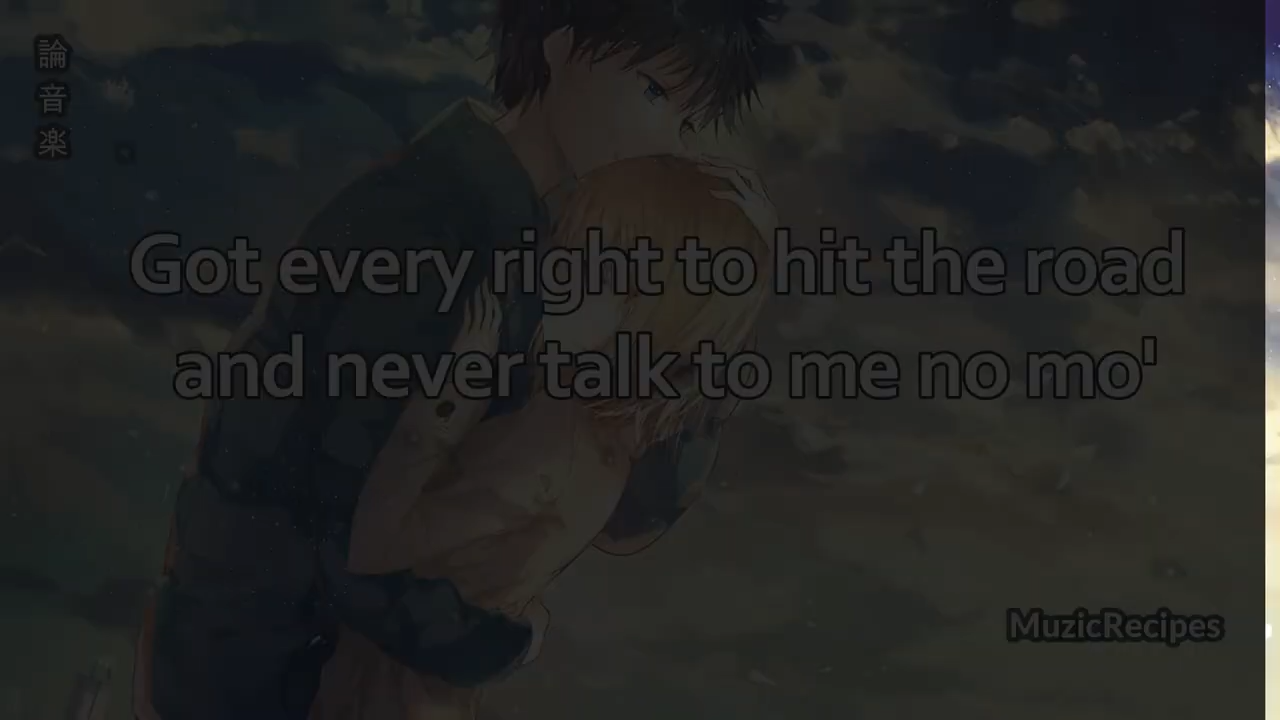 論
音
楽
Got every right to hit the road
and never talk to me no mo'
MuzicRecipes